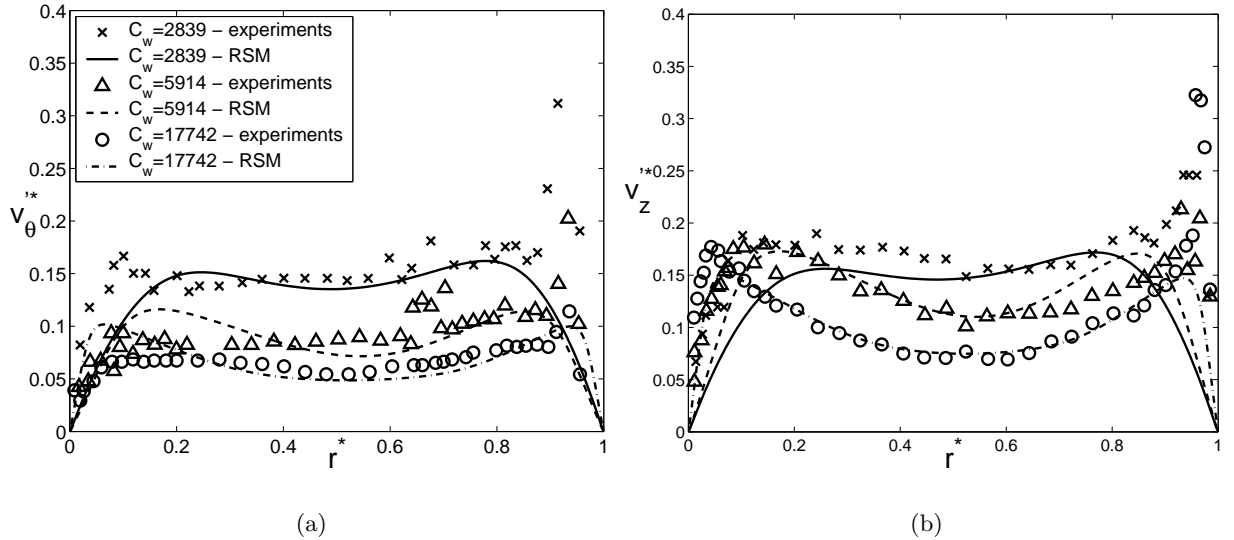 C_w=2839 – experiments
C_w=2839 – RSM
C_w=5914 – experiments
C_w=5914 – RSM
C_w=17742 – experiments
C_w=17742 – RSM
0.4
0.35
0.3
0.25
0.2
0.15
0.1
0.05
0
v_θ'*
0 0.2 0.4 0.6 0.8 1
r*
(a)
0.4
0.35
0.3
0.25
0.2
0.15
0.1
0.05
0
v_z'*
0 0.2 0.4 0.6 0.8 1
r*
(b)